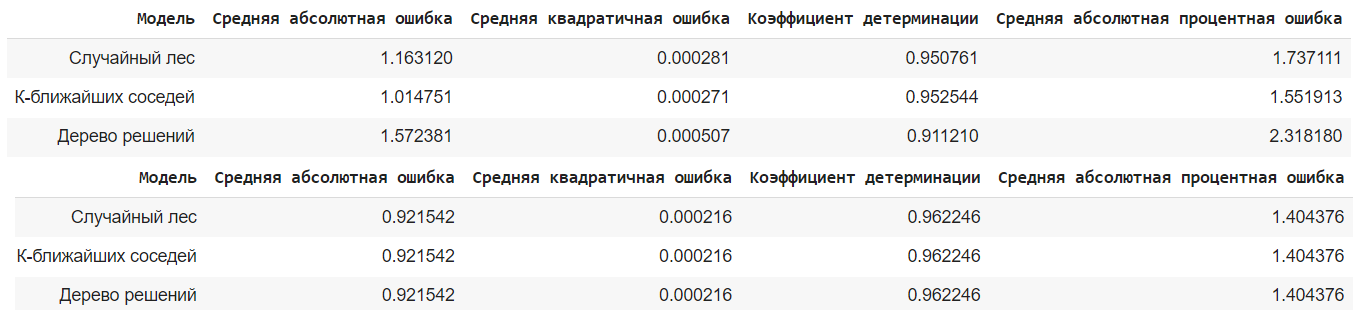 Модель Средняя абсолютная ошибка Средняя квадратичная ошибка Коэффициент детерминации Средняя абсолютная процентная ошибка
Случайный лес 1.163120 0.000281 0.950761 1.737111
К-ближайших соседей 1.014751 0.000271 0.952544 1.551913
Дерево решений 1.572381 0.000507 0.911210 2.318180
Модель Средняя абсолютная ошибка Средняя квадратичная ошибка Коэффициент детерминации Средняя абсолютная процентная ошибка
Случайный лес 0.921542 0.000216 0.962246 1.404376
К-ближайших соседей 0.921542 0.000216 0.962246 1.404376
Дерево решений 0.921542 0.000216 0.962246 1.404376